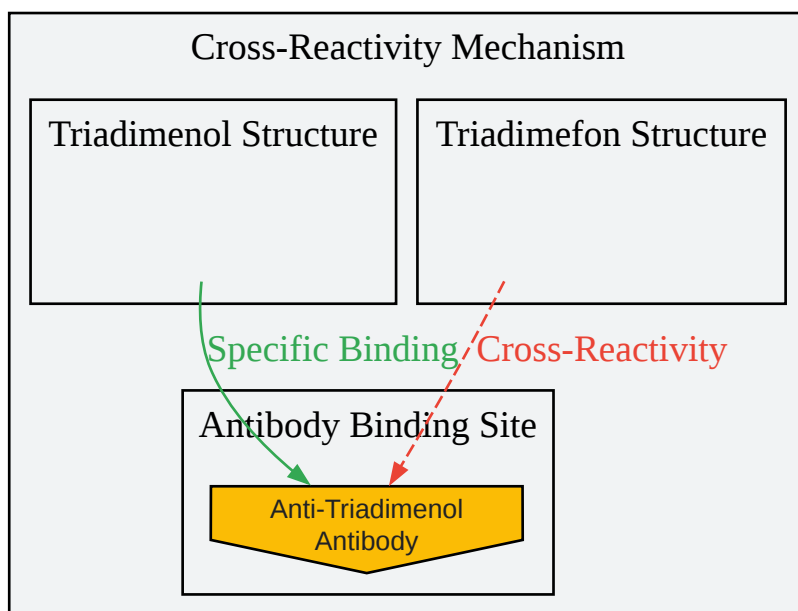 Cross-Reactivity Mechanism
Triadimenol Structure
Triadimefon Structure
Specific Binding
Cross-Reactivity
Antibody Binding Site
Anti-Triadimenol
Antibody